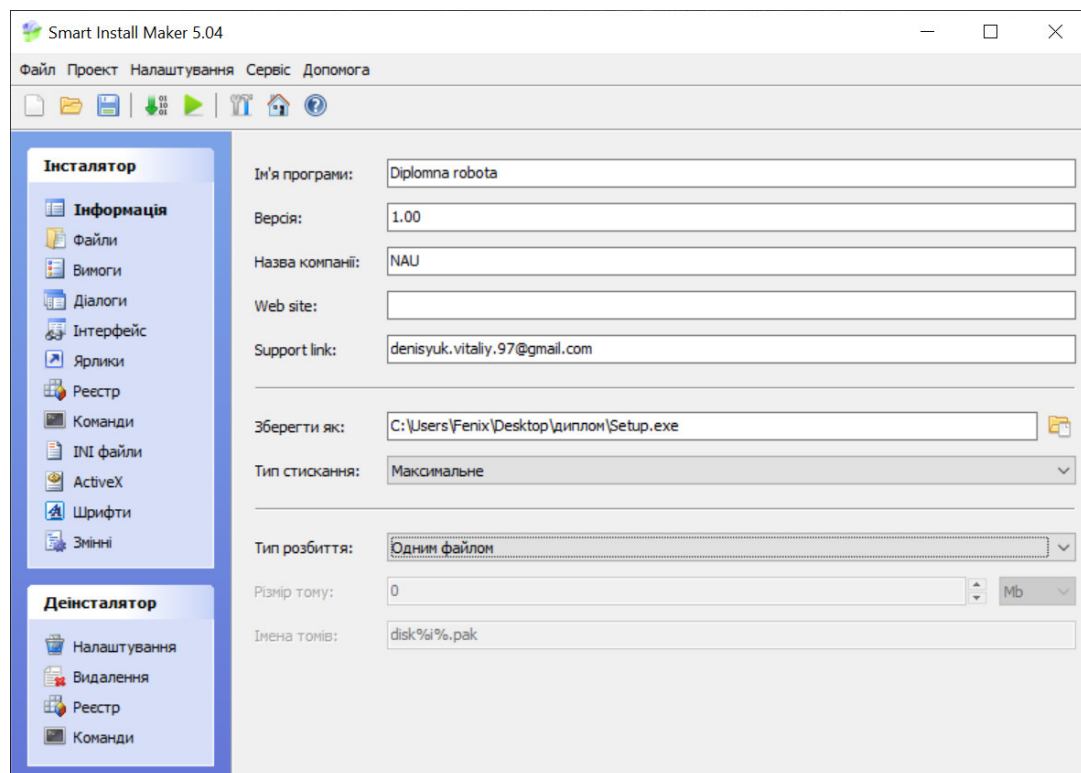 Smart Install Maker 5.04
Файл Проект Налаштування Сервіс Допомога
Інсталятор
Інформація
Файли
Вимоги
Діалоги
Інтерфейс
Ярлики
Реєстр
Команди
INI файли
ActiveX
Шрифти
Змінні
Деінсталятор
Налаштування
Видалення
Реєстр
Команди
Ім'я програми: Diplomna robota
Версія: 1.00
Назва компанії: NAU
Web site:
Support link: denisyuk.vitaliy.97@gmail.com
Зберегти як: C:\Users\Fenix\Desktop\диплом\Setup.exe
Тип стискання: Максимальне
Тип розбиття: Одним файлом
Різмір тому: 0 Mb
Імена томів: disk%i%.pak